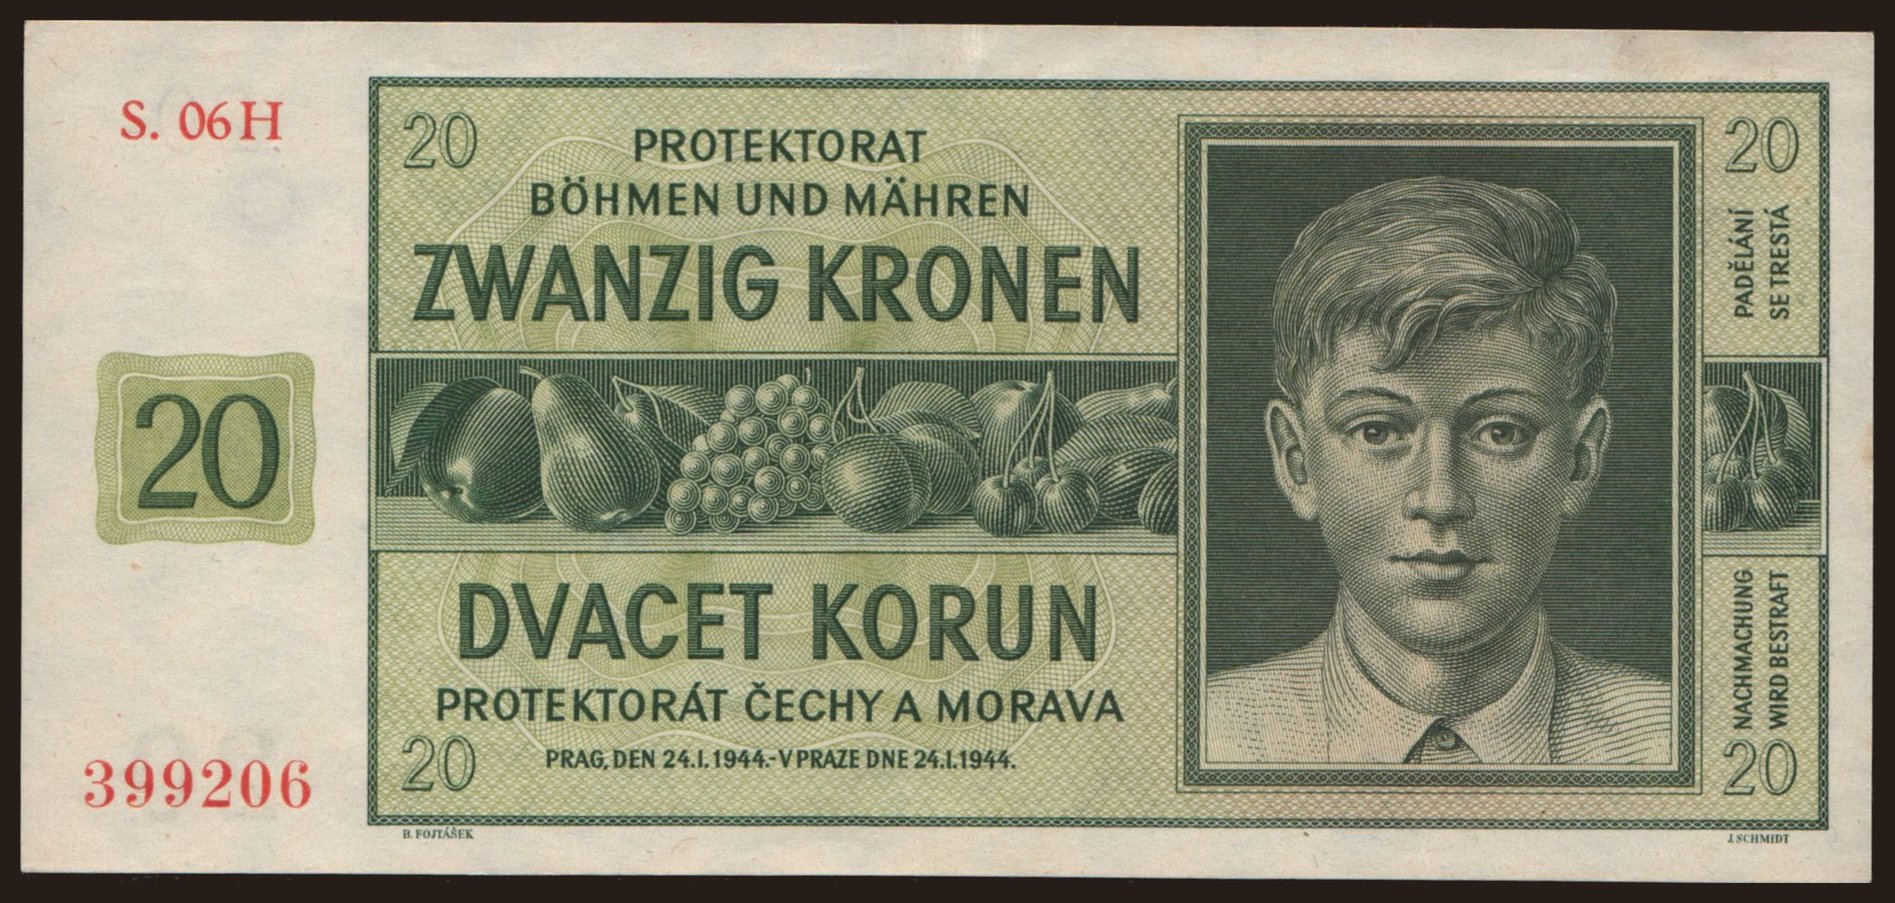 S. 06 H
20
PROTEKTORAT
BÖHMEN UND MÄHREN
ZWANZIG KRONEN
20
PADĚLÁNÍ
SE TRESTÁ
20
DVACET KORUN
PROTEKTORÁT ČECHY A MORAVA
PRAG, DEN 24.I.1944.-V PRAZE DNE 24.I.1944.
20
NACHMACHUNG
WIRD BESTRAFT
20
399206
B. FOJTÁŠEK
J. SCHMIDT